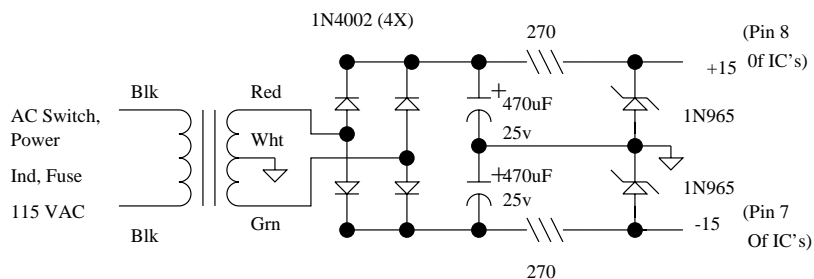 1N4002 (4X)
270
(Pin 8
0f IC's)
+15
Blk
Red
+
470uF
25v
1N965
AC Switch,
Power
Wht
Ind, Fuse
+
470uF
25v
1N965
115 VAC
Grn
Blk
-15
(Pin 7
Of IC's)
270